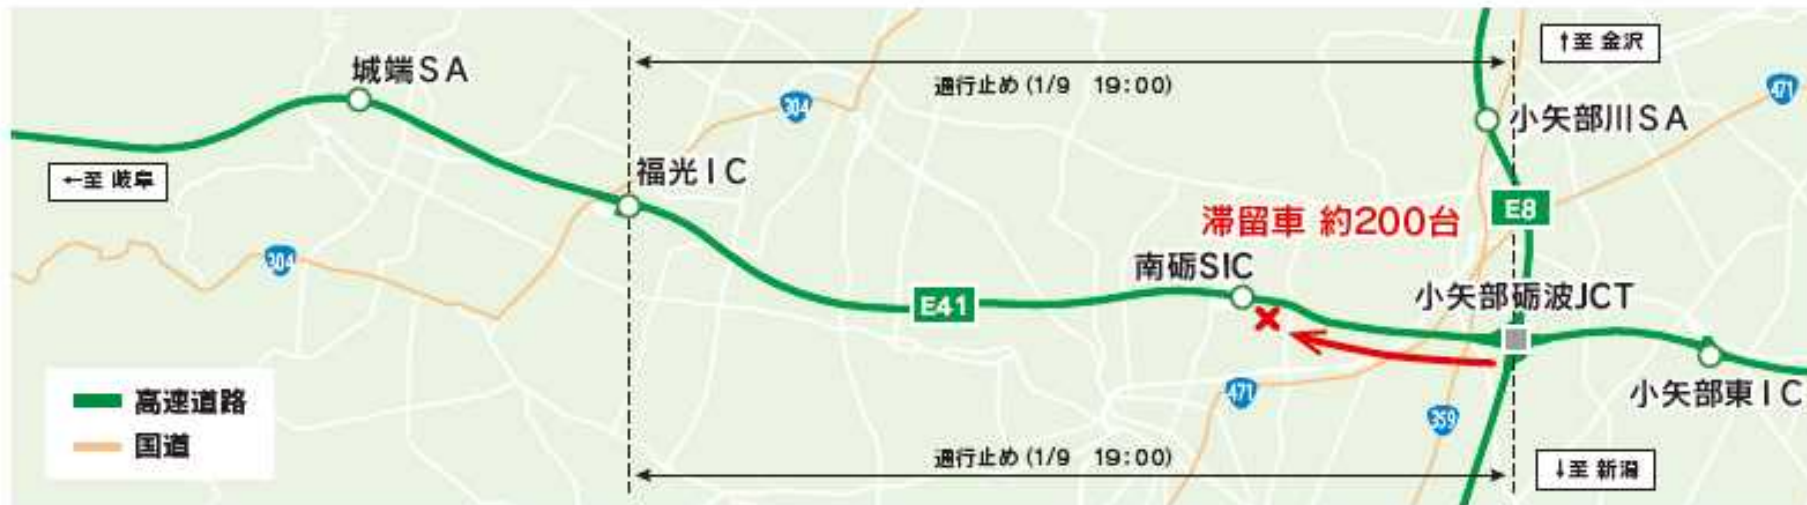 ↑至 金沢
城端SA
通行止め (1/9 19:00)
304
471
小矢部川SA
←至 岐阜
福光IC
E8
滞留車 約200台
304
南砺SIC
小矢部砺波JCT
E41
高速道路
国道
471
359
小矢部東IC
通行止め (1/9 19:00)
↓至 新潟